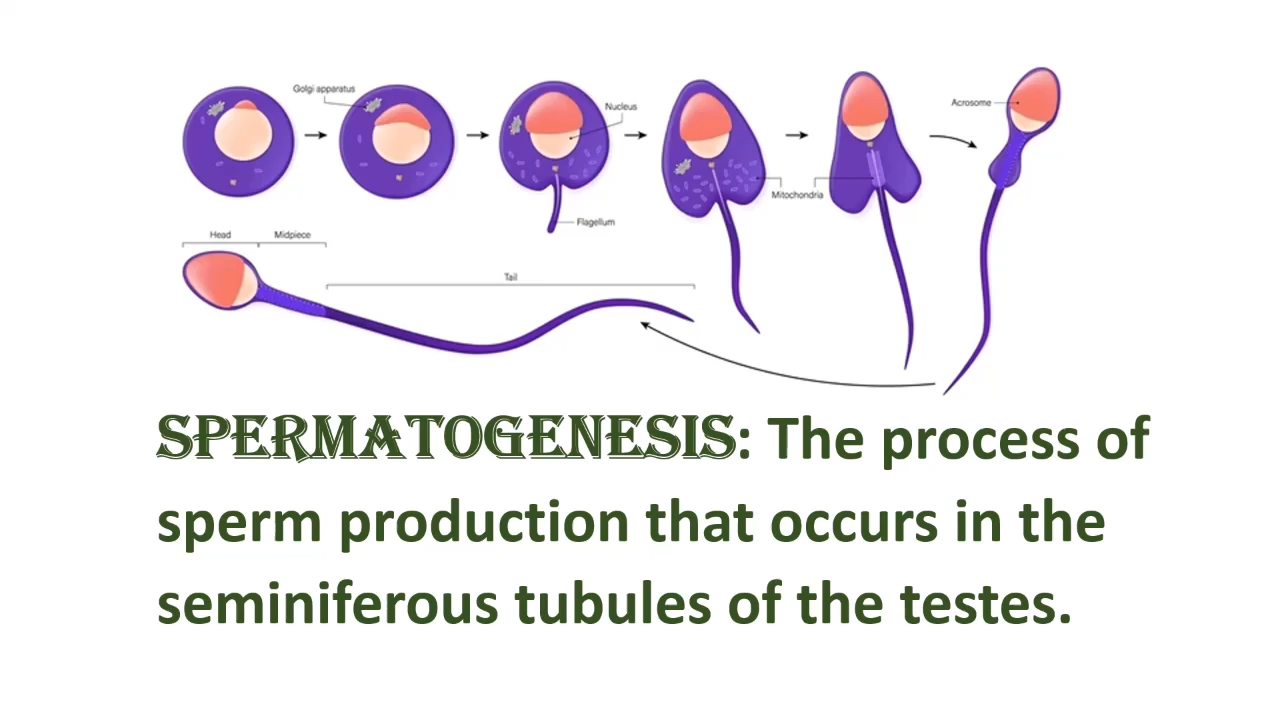 Golgi apparatus
Nucleus
Acrosome
Mitochondria
Flagellum
Head Midpiece
Tail
SPERMATOGENESIS: The process of
sperm production that occurs in the
seminiferous tubules of the testes.